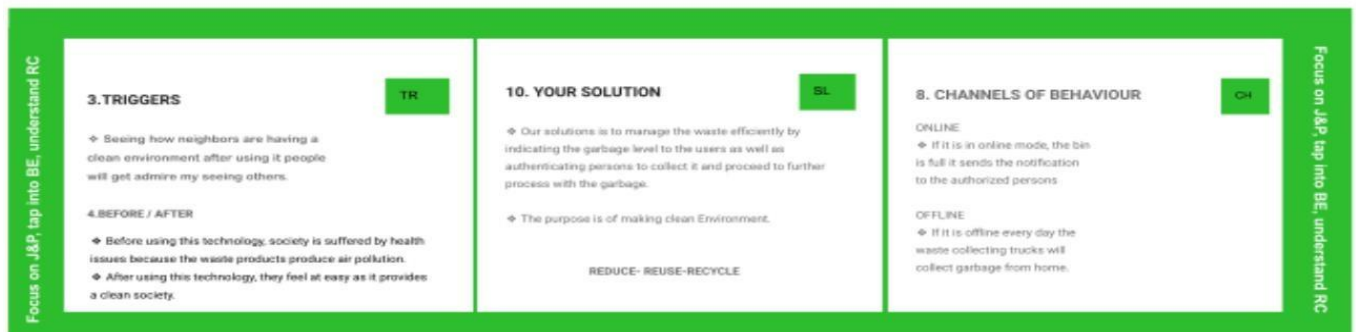 Focus on J&P, tap into BE, understand RC
3.TRIGGERS
TR
❖ Seeing how neighbors are having a
clean environment after using it people
will get admire my seeing others.
4.BEFORE / AFTER
❖ Before using this technology, society is suffered by health
issues because the waste products produce air pollution.
❖ After using this technology, they feel at easy as it provides
a clean society.
10. YOUR SOLUTION
SL
❖ Our solutions is to manage the waste efficiently by
indicating the garbage level to the users as well as
authenticating persons to collect it and proceed to further
process with the garbage.
❖ The purpose is of making clean Environment.
REDUCE- REUSE-RECYCLE
8. CHANNELS OF BEHAVIOUR
CH
ONLINE
❖ If it is in online mode, the bin
is full it sends the notification
to the authorized persons
OFFLINE
❖ If it is offline every day the
waste collecting trucks will
collect garbage from home.
Focus on J&P, tap into BE, understand RC